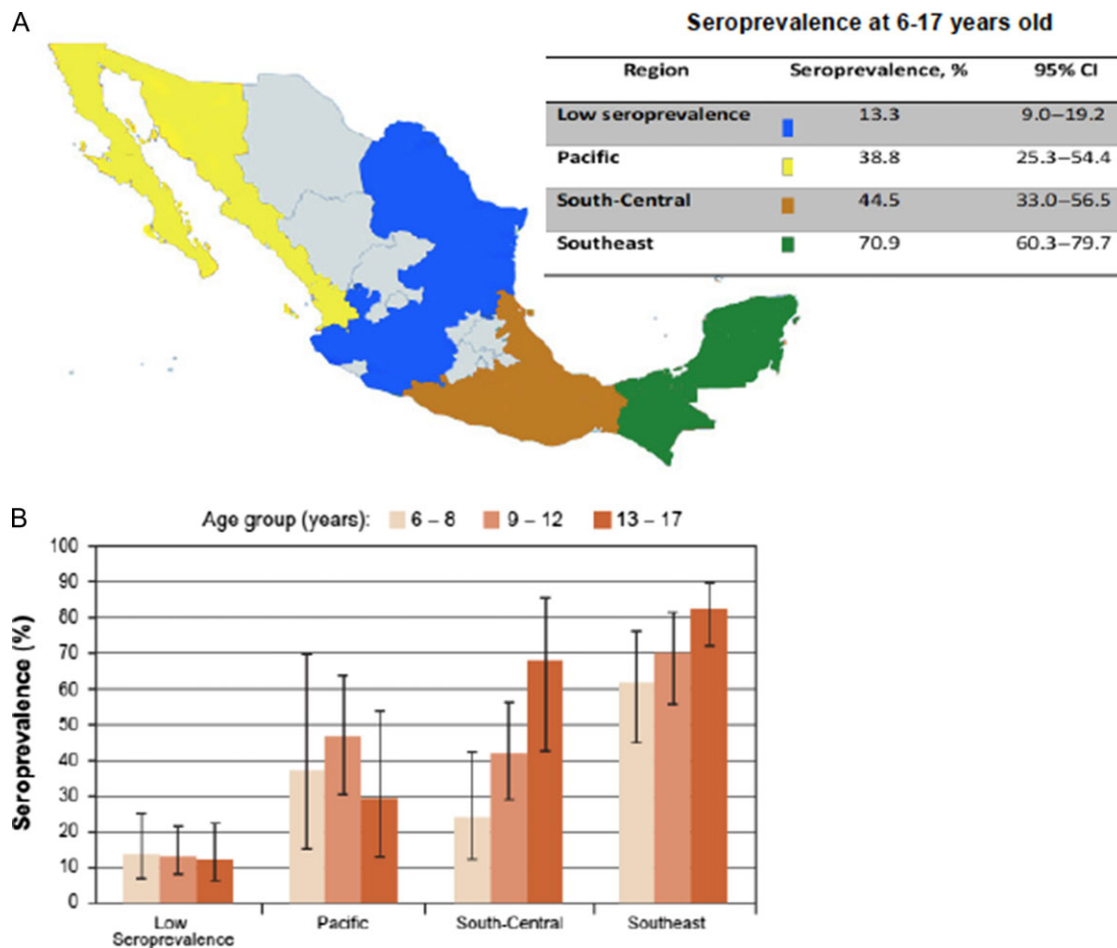 A
Seroprevalence at 6-17 years old
Region Seroprevalence, % 95% CI
Low seroprevalence 13.3 9.0–19.2
Pacific 38.8 25.3–54.4
South-Central 44.5 33.0–56.5
Southeast 70.9 60.3–79.7
B
Age group (years): 6 – 8 9 – 12 13 – 17
Seroprevalence (%)
100
90
80
70
60
50
40
30
20
10
0
Low Pacific South-Central Southeast
Seroprevalence